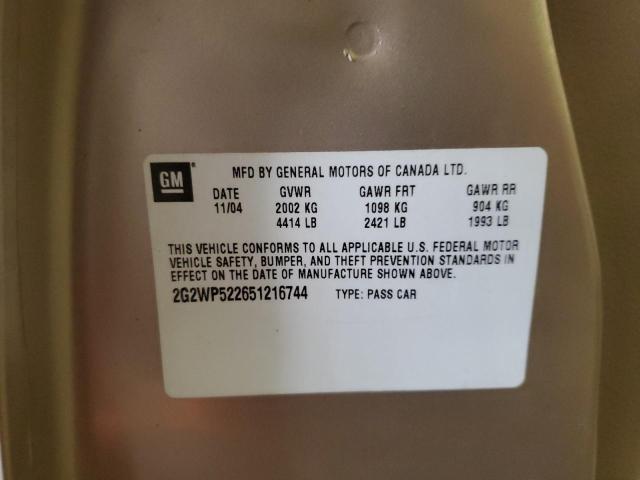 GM
MFD BY GENERAL MOTORS OF CANADA LTD.
DATE GVWR GAWR FRT GAWR RR
11/04 2002 KG 1098 KG 904 KG
4414 LB 2421 LB 1993 LB
THIS VEHICLE CONFORMS TO ALL APPLICABLE U.S. FEDERAL MOTOR
VEHICLE SAFETY, BUMPER, AND THEFT PREVENTION STANDARDS IN
EFFECT ON THE DATE OF MANUFACTURE SHOWN ABOVE.
2G2WP522651216744 TYPE: PASS CAR